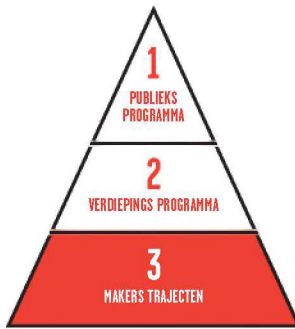 1
PUBLIEKS
PROGRAMMA
2
VERDIEPINGS PROGRAMMA
3
MAKERS TRAJECTEN